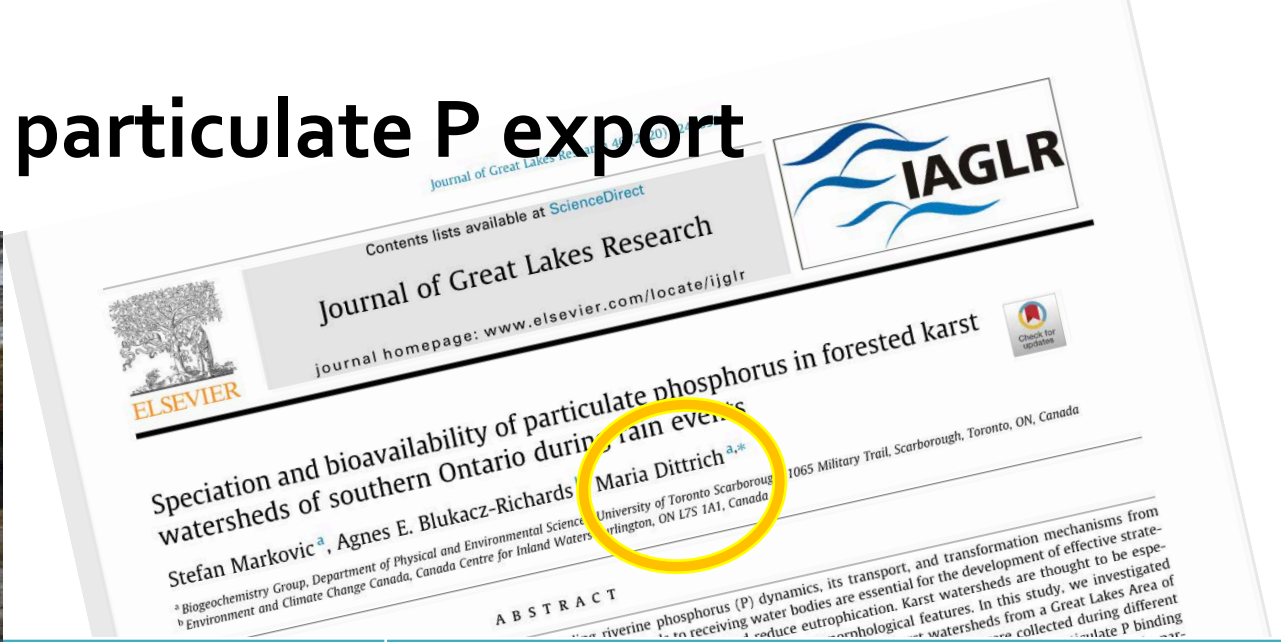 particulate P export
Journal of Great Lakes Research 46 (2020)
Contents lists available at ScienceDirect
Journal of Great Lakes Research
journal homepage: www.elsevier.com/locate/ijglr
IAGLR
ELSEVIER
Check for
updates
Speciation and bioavailability of particulate phosphorus in forested karst
watersheds of southern Ontario during rain events
Stefan Markovic a, Agnes E. Blukacz-Richards b, Maria Dittrich a,*
a Biogeochemistry Group, Department of Physical and Environmental Science, University of Toronto Scarborough, 1065 Military Trail, Scarborough, Toronto, ON, Canada
b Environment and Climate Change Canada, Canada Centre for Inland Waters, Burlington, ON L7S 1A1, Canada
ABSTRACT
riverine phosphorus (P) dynamics, its transport, and transformation mechanisms from
to receiving water bodies are essential for the development of effective strate-
reduce eutrophication. Karst watersheds are thought to be espe-
morphological features. In this study, we investigated
watersheds from a Great Lakes Area of
collected during different
P binding